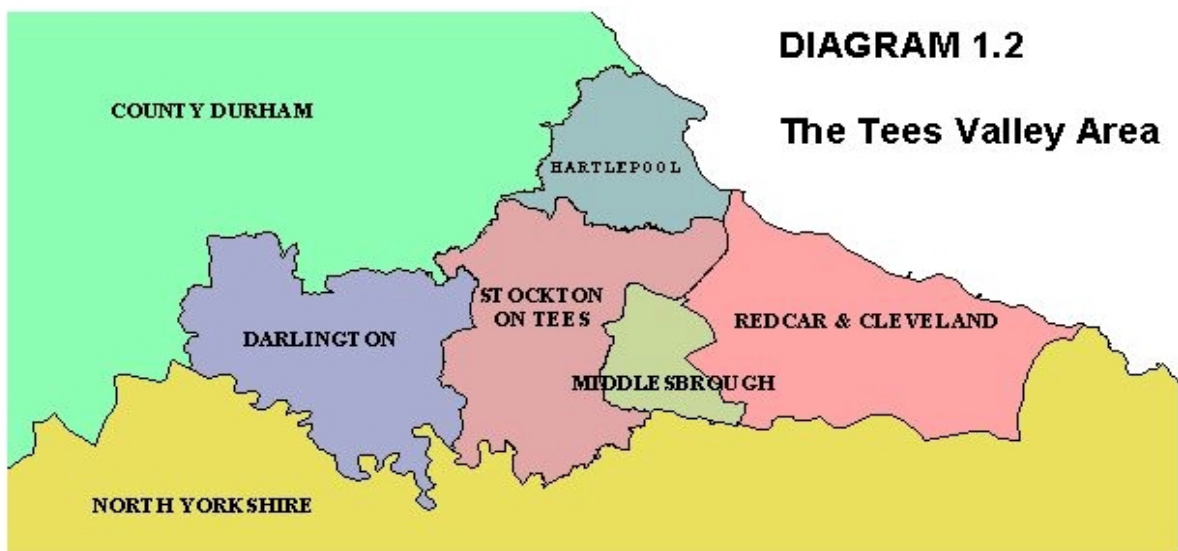 DIAGRAM 1.2
The Tees Valley Area
COUNTY DURHAM
HARTLEPOOL
STOCKTON
ON TEES
REDCAR & CLEVELAND
DARLINGTON
MIDDLESBROUGH
NORTH YORKSHIRE